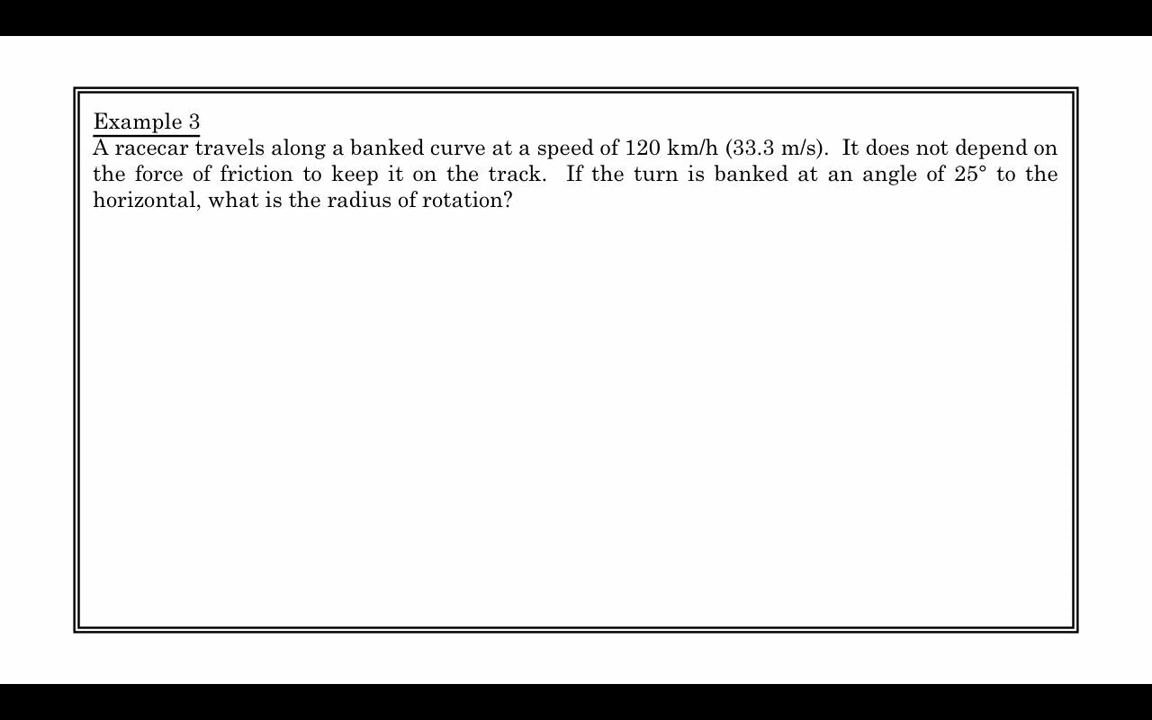 Example 3
A racecar travels along a banked curve at a speed of 120 km/h (33.3 m/s).  It does not depend on
the force of friction to keep it on the track.  If the turn is banked at an angle of 25° to the
horizontal, what is the radius of rotation?